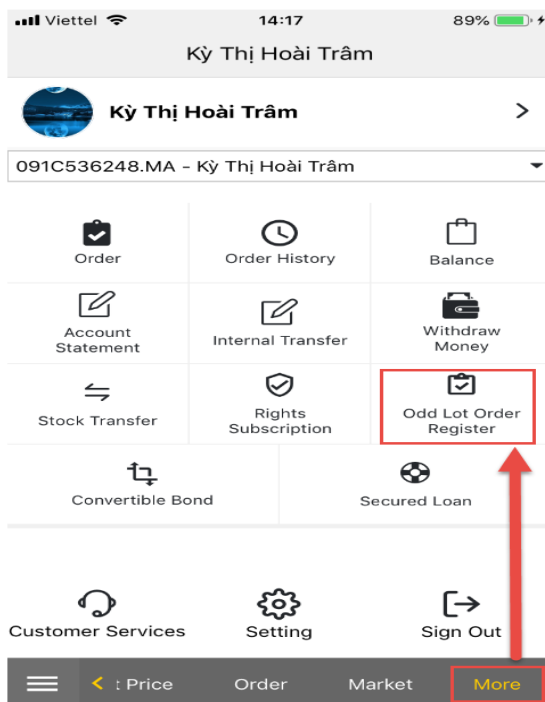 Viettel 14:17 89%
Kỳ Thị Hoài Trâm
Kỳ Thị Hoài Trâm
091C536248.MA - Kỳ Thị Hoài Trâm
Order Order History Balance
Account Internal Transfer Withdraw
Statement Money
Stock Transfer Rights Odd Lot Order
Subscription Register
Convertible Bond Secured Loan
Customer Services Setting Sign Out
: Price Order Market More